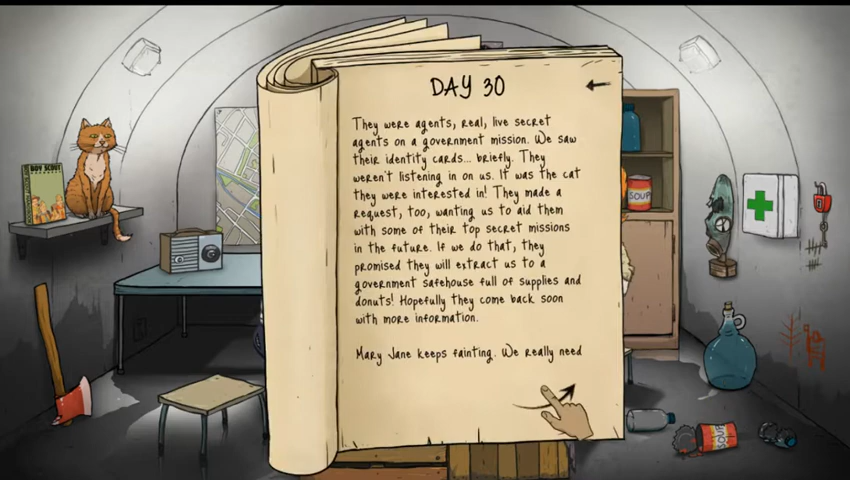 DAY 30
They were agents, real, live secret
agents on a government mission. We saw
their identity cards... briefly. They
weren't listening in on us. It was the cat
they were interested in! They made a
request, too, wanting us to aid them
with some of their top secret missions
in the future. If we do that, they
promised they will extract us to a
government safehouse full of supplies and
donuts! Hopefully they come back soon
with more information.
Mary Jane keeps fainting. We really need
BOY SCOUT
SOUP
SOUP